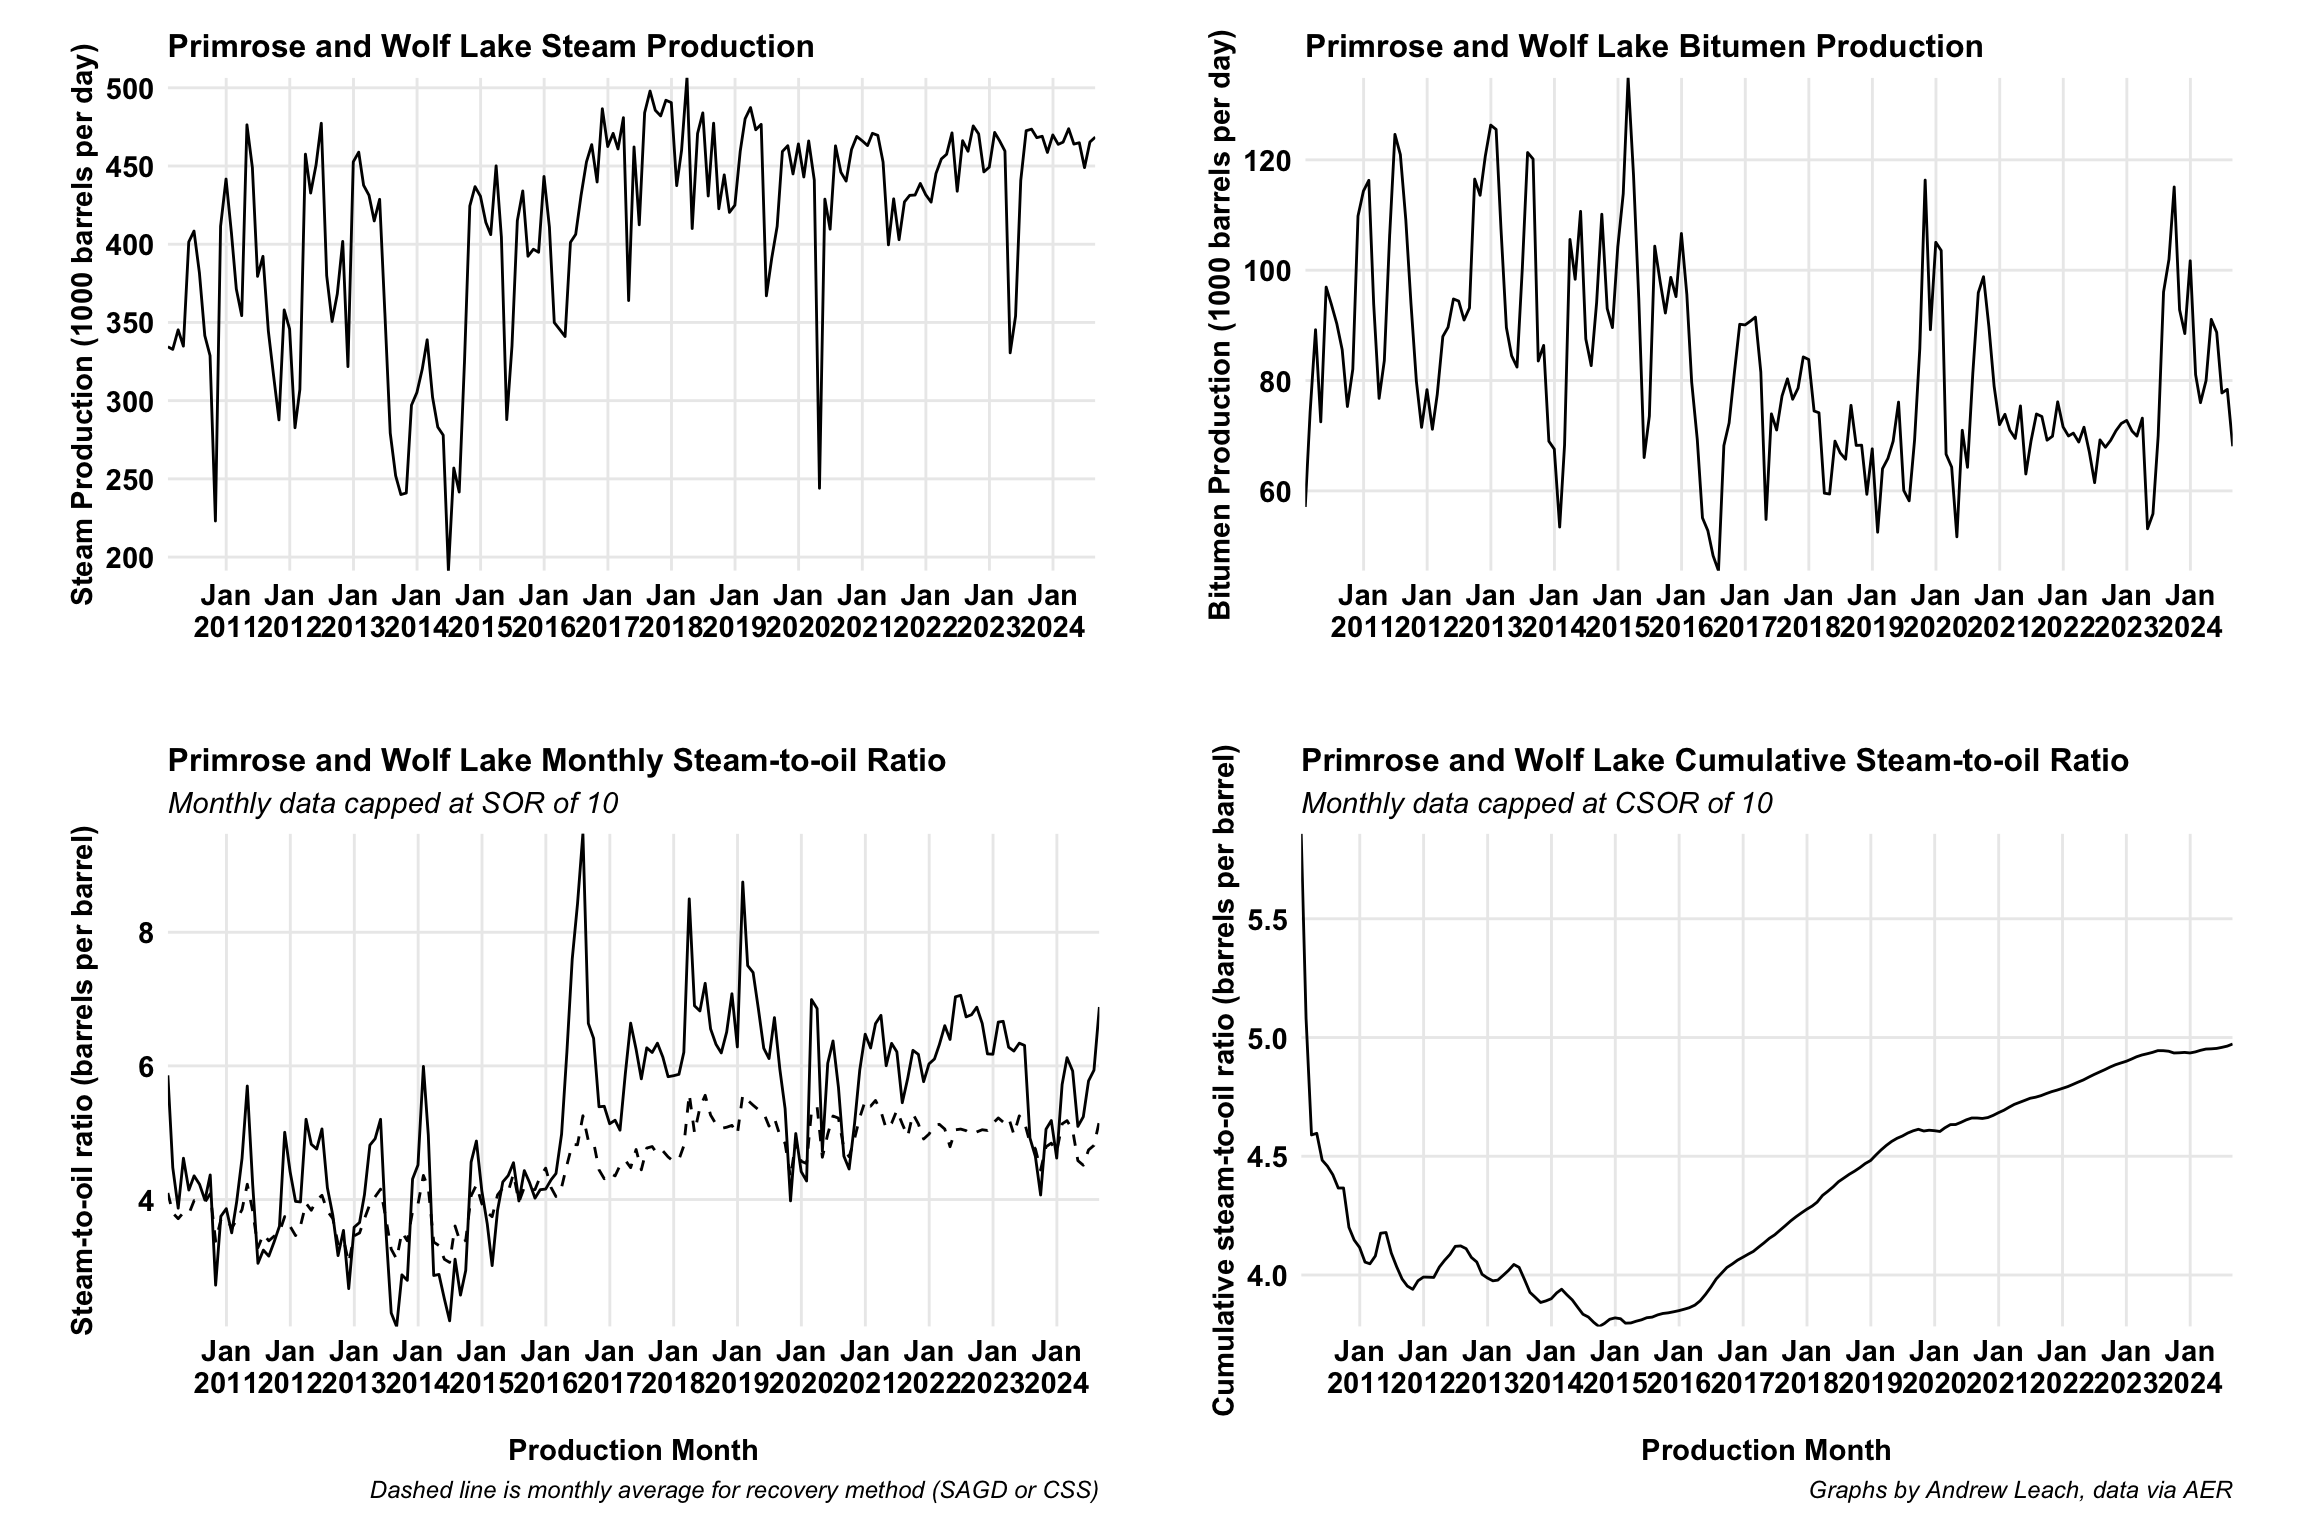 Primrose and Wolf Lake Steam Production
Steam Production (1000 barrels per day)
500
450
400
350
300
250
200
Jan Jan Jan Jan Jan Jan Jan Jan Jan Jan Jan Jan Jan Jan
2011 2012 2013 2014 2015 2016 2017 2018 2019 2020 2021 2022 2023 2024
Primrose and Wolf Lake Bitumen Production
Bitumen Production (1000 barrels per day)
120
100
80
60
Jan Jan Jan Jan Jan Jan Jan Jan Jan Jan Jan Jan Jan Jan
2011 2012 2013 2014 2015 2016 2017 2018 2019 2020 2021 2022 2023 2024
Primrose and Wolf Lake Monthly Steam-to-oil Ratio
Monthly data capped at SOR of 10
Steam-to-oil ratio (barrels per barrel)
8
6
4
Jan Jan Jan Jan Jan Jan Jan Jan Jan Jan Jan Jan Jan Jan
2011 2012 2013 2014 2015 2016 2017 2018 2019 2020 2021 2022 2023 2024
Production Month
Dashed line is monthly average for recovery method (SAGD or CSS)
Primrose and Wolf Lake Cumulative Steam-to-oil Ratio
Monthly data capped at CSOR of 10
Cumulative steam-to-oil ratio (barrels per barrel)
5.5
5.0
4.5
4.0
Jan Jan Jan Jan Jan Jan Jan Jan Jan Jan Jan Jan Jan Jan
2011 2012 2013 2014 2015 2016 2017 2018 2019 2020 2021 2022 2023 2024
Production Month
Graphs by Andrew Leach, data via AER